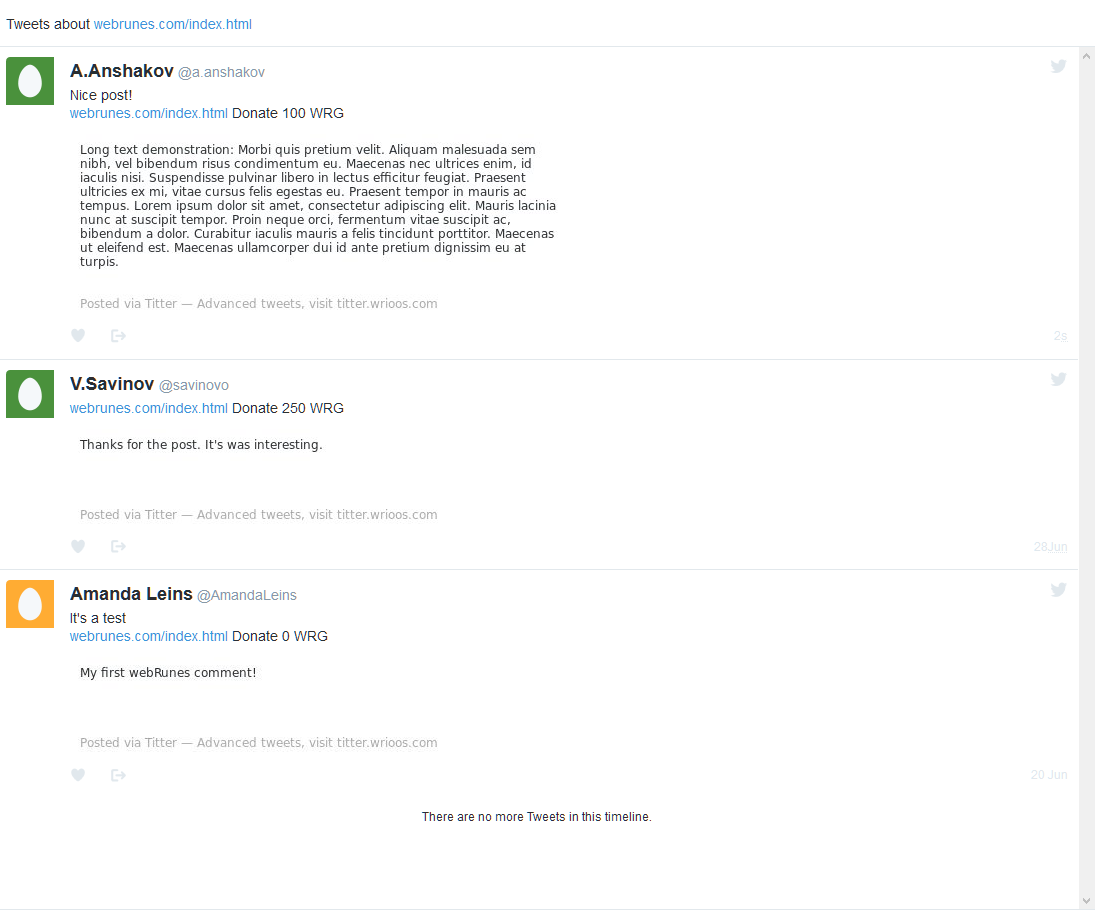 Tweets about webrunes.com/index.html
A.Anshakov @a.anshakov
Nice post!
webrunes.com/index.html Donate 100 WRG
Long text demonstration: Morbi quis pretium velit. Aliquam malesuada sem
nibh, vel bibendum risus condimentum eu. Maecenas nec ultrices enim, id
iaculis nisi. Suspendisse pulvinar libero in lectus efficitur feugiat. Praesent
ultricies ex mi, vitae cursus felis egestas eu. Praesent tempor in mauris ac
tempus. Lorem ipsum dolor sit amet, consectetur adipiscing elit. Mauris lacinia
nunc at suscipit tempor. Proin neque orci, fermentum vitae suscipit ac,
bibendum a dolor. Curabitur iaculis mauris a felis tincidunt porttitor. Maecenas
ut eleifend est. Maecenas ullamcorper dui id ante pretium dignissim eu at
turpis.
Posted via Titter — Advanced tweets, visit titter.wrioos.com
2s
V.Savinov @savinovo
webrunes.com/index.html Donate 250 WRG
Thanks for the post. It's was interesting.
Posted via Titter — Advanced tweets, visit titter.wrioos.com
28Jun
Amanda Leins @AmandaLeins
It's a test
webrunes.com/index.html Donate 0 WRG
My first webRunes comment!
Posted via Titter — Advanced tweets, visit titter.wrioos.com
20 Jun
There are no more Tweets in this timeline.